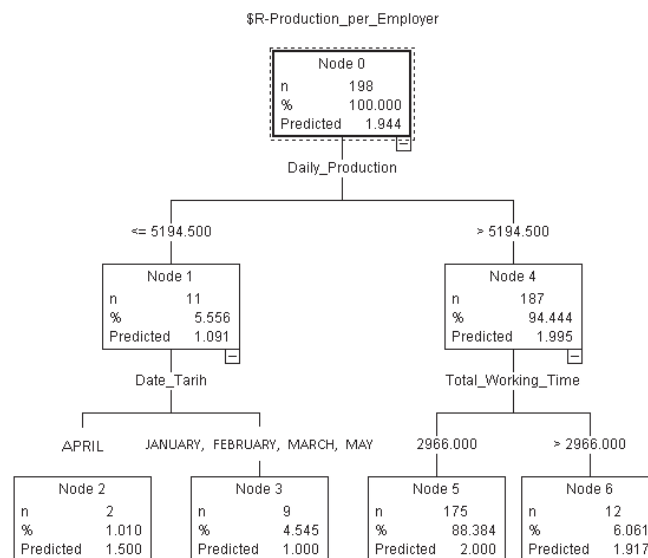 $R-Production_per_Employer
Node 0
n 198
% 100.000
Predicted 1.944
Daily_Production
<= 5194.500 > 5194.500
Node 1 Node 4
n 11 n 187
% 5.556 % 94.444
Predicted 1.091 Predicted 1.995
Date_Tarih Total_Working_Time
APRIL JANUARY, FEBRUARY, MARCH, MAY 2966.000 > 2966.000
Node 2 Node 3 Node 5 Node 6
n 2 n 9 n 175 n 12
% 1.010 % 4.545 % 88.384 % 6.061
Predicted 1.500 Predicted 1.000 Predicted 2.000 Predicted 1.917